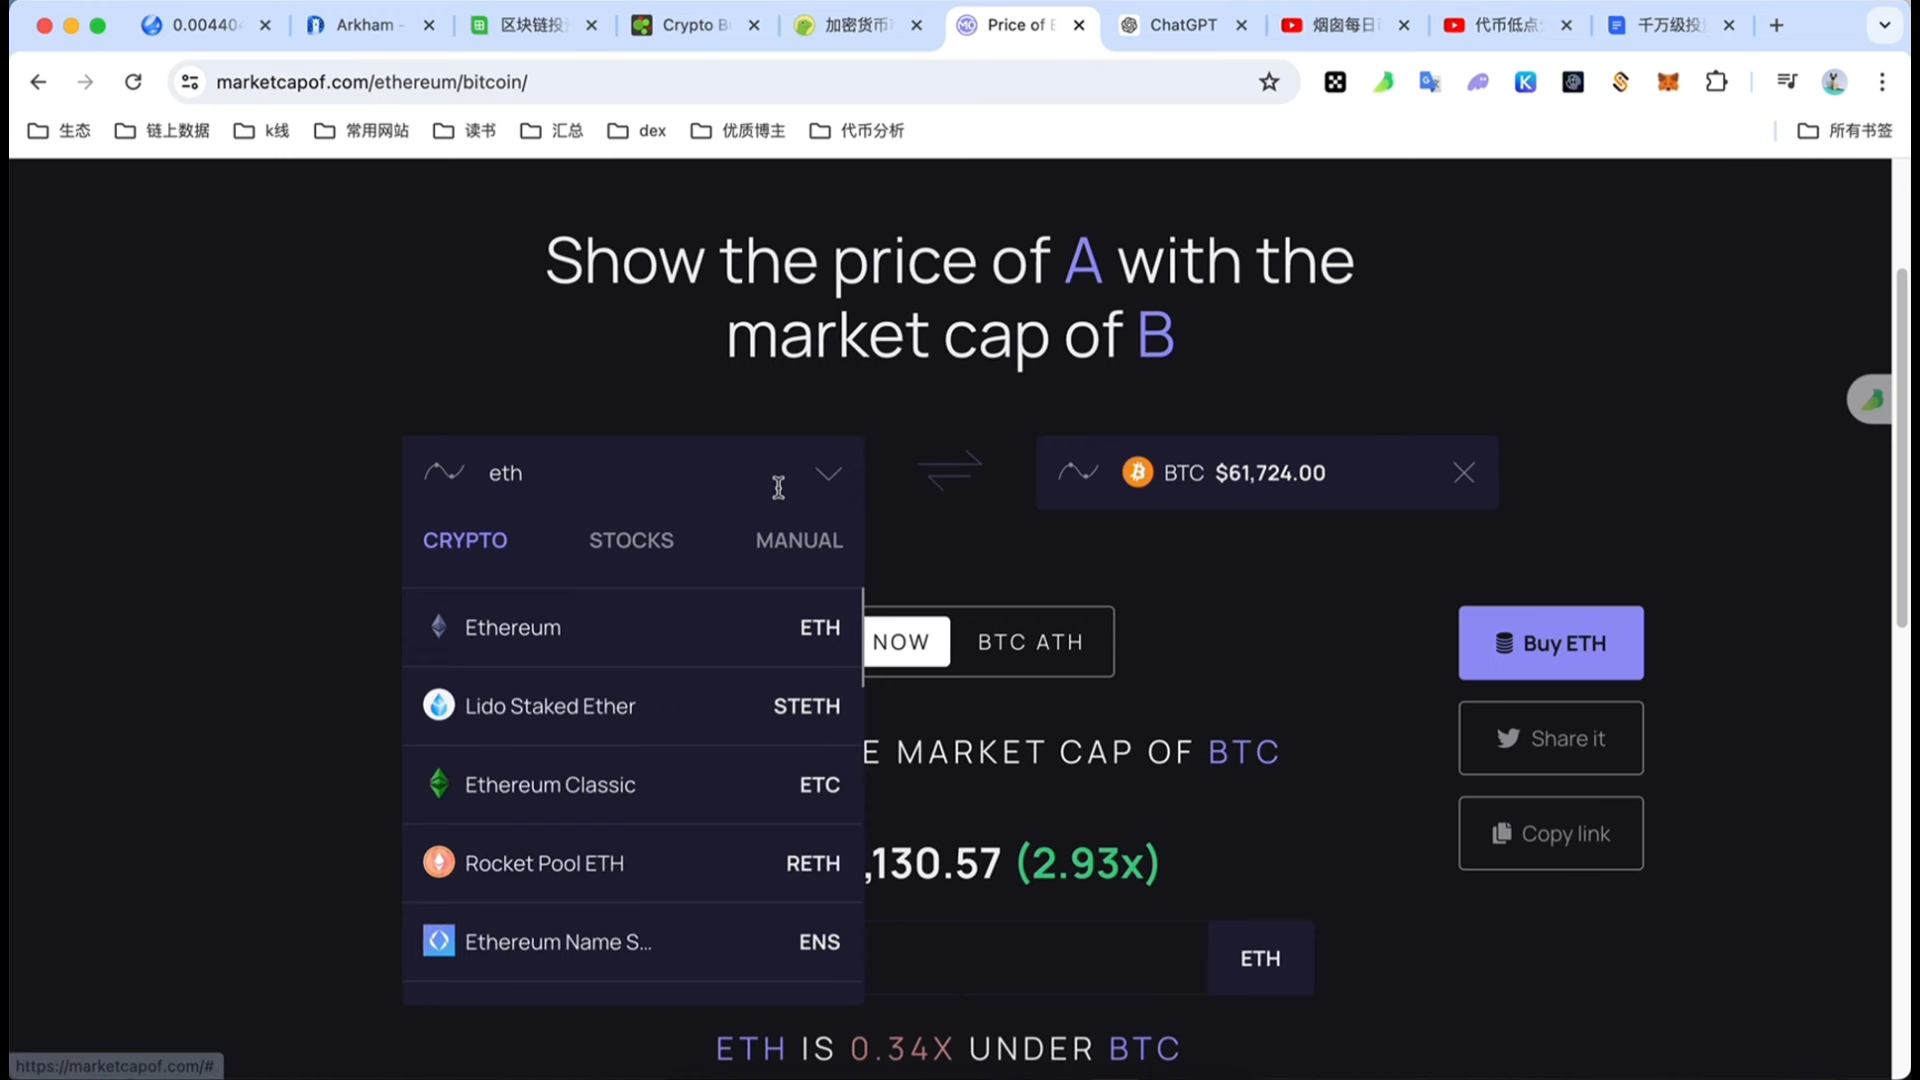 0.00440
Arkham -
区块链投
Crypto B
加密货币
Price of
ChatGPT
烟囱每日
代币低点
千万级投
marketcapof.com/ethereum/bitcoin/
生态
链上数据
k线
常用网站
读书
汇总
dex
优质博主
代币分析
所有书签
Show the price of A with the
market cap of B
eth
BTC $61,724.00
CRYPTO STOCKS MANUAL
Ethereum ETH
NOW BTC ATH
Buy ETH
Lido Staked Ether STETH
Share it
E MARKET CAP OF BTC
Ethereum Classic ETC
Copy link
Rocket Pool ETH RETH
,130.57 (2.93x)
Ethereum Name S... ENS
ETH
ETH IS 0.34X UNDER BTC
https://marketcapof.com/#